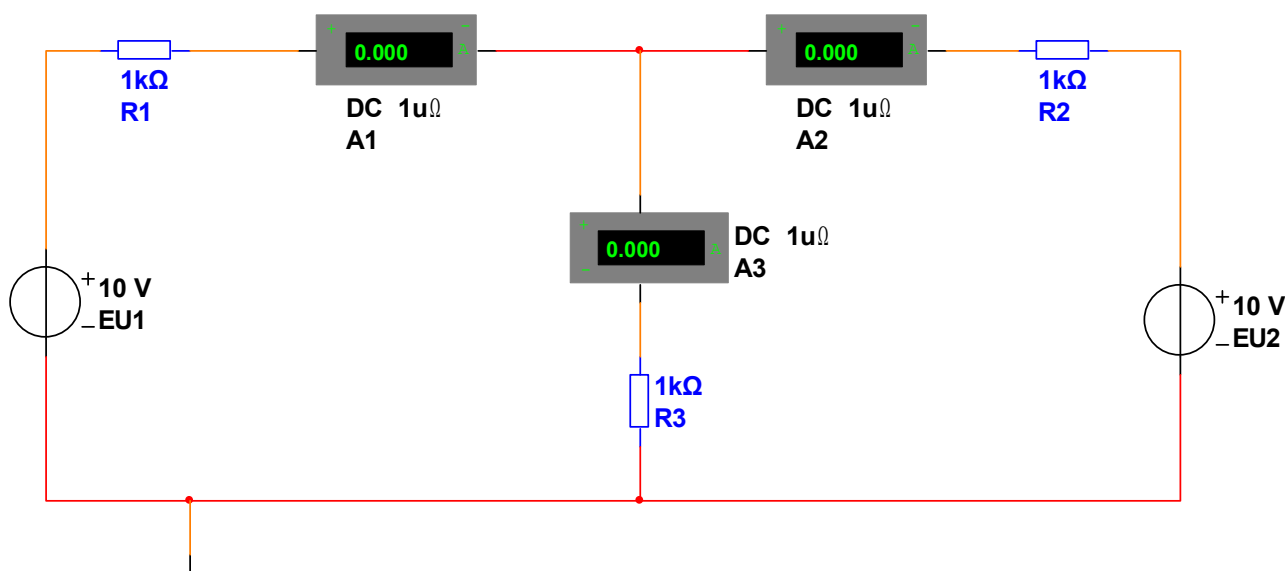 + − 0.000 A
+ − 0.000 A
1kΩ
R1
DC 1uΩ
A1
DC 1uΩ
A2
1kΩ
R2
+ − 0.000 A
DC 1uΩ
A3
+ 10 V
− EU1
+ 10 V
− EU2
1kΩ
R3